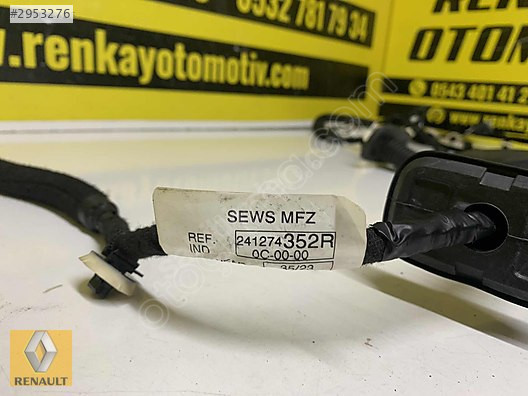 #2953276
0532 781 79 34
www.renkayotomotiv.com
RENKAY
OTOM
0543 401 41 2
SEWS MFZ
REF. 241274352R
IND. 0C-00-00
35/23
RENAULT